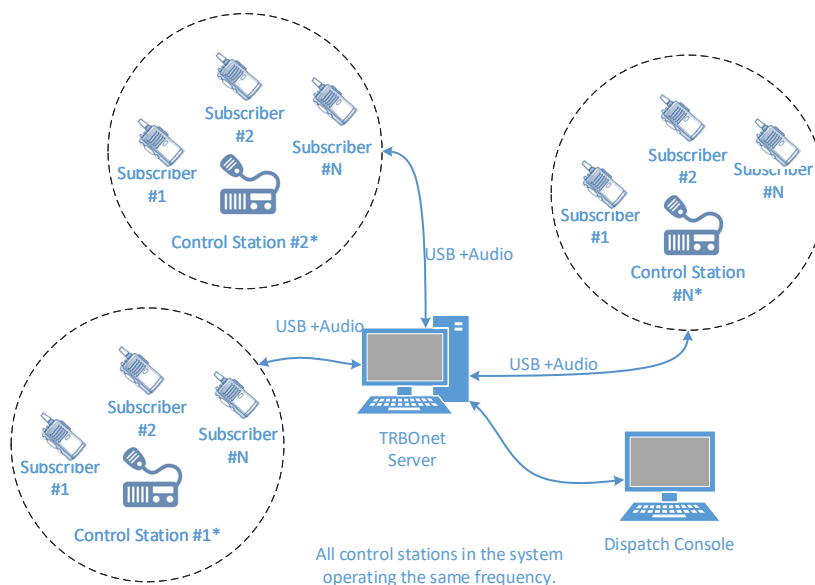 Subscriber
#2
Subscriber
#N
Subscriber
#1
Control Station #2*
Subscriber
#2
Subscriber
#N
Subscriber
#1
Control Station
#N*
USB +Audio
USB +Audio
USB +Audio
Subscriber
#2
Subscriber
#N
Subscriber
#1
Control Station #1*
TRBOnet
Server
Dispatch Console
All control stations in the system
operating the same frequency.